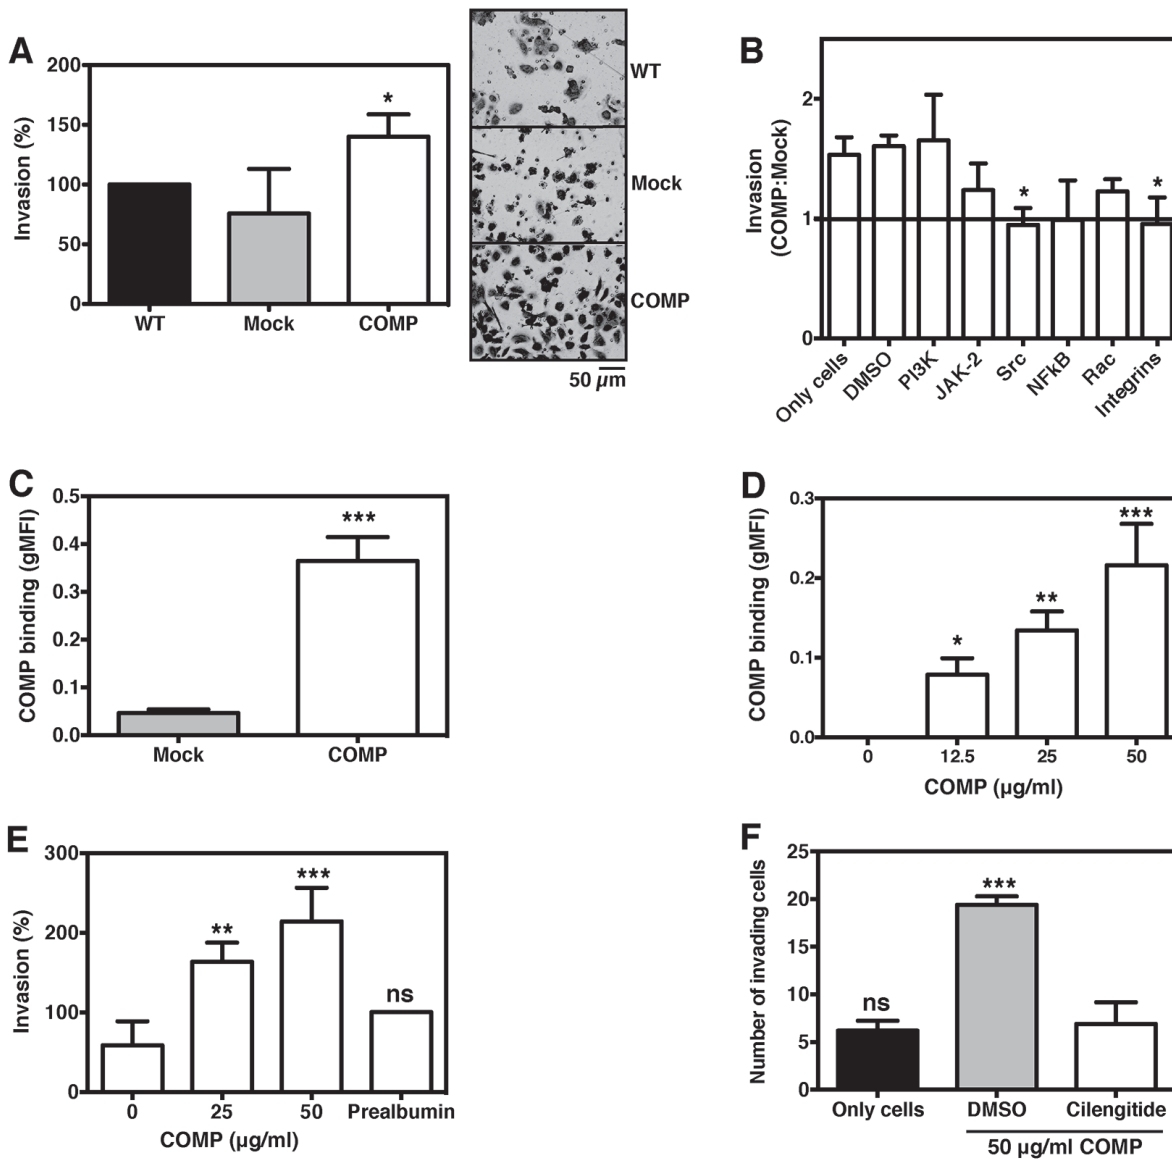 A
200
150
100
50
0
Invasion (%)
*
WT
Mock
COMP
WT
Mock
COMP
50 µm
B
2
1
0
Invasion
(COMP:Mock)
*
*
Only cells
DMSO
PI3K
JAK-2
Src
NFkB
Rac
Integrins
C
0.5
0.4
0.3
0.2
0.1
0.0
COMP binding (gMFI)
***
Mock
COMP
D
0.3
0.2
0.1
0.0
COMP binding (gMFI)
*
**
***
0
12.5
25
50
COMP (µg/ml)
E
300
200
100
0
Invasion (%)
**
***
ns
0
25
50
Prealbumin
COMP (µg/ml)
F
25
20
15
10
5
0
Number of invading cells
ns
***
Only cells
DMSO
Cilengitide
50 µg/ml COMP